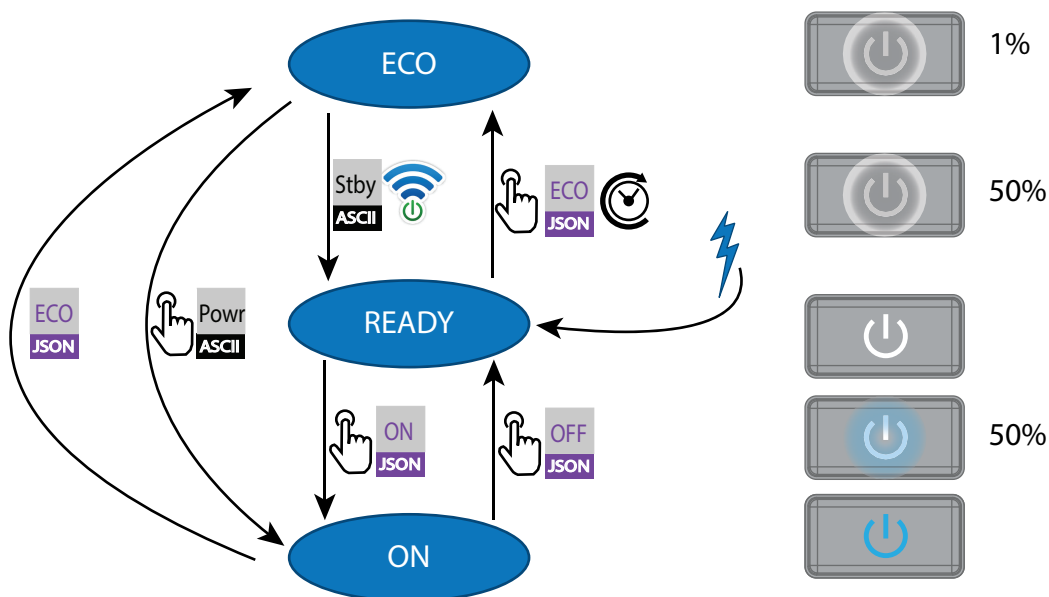 ECO
1%
Stby
ASCII
ECO
JSON
50%
ECO
JSON
Powr
ASCII
READY
ON
JSON
OFF
JSON
50%
ON